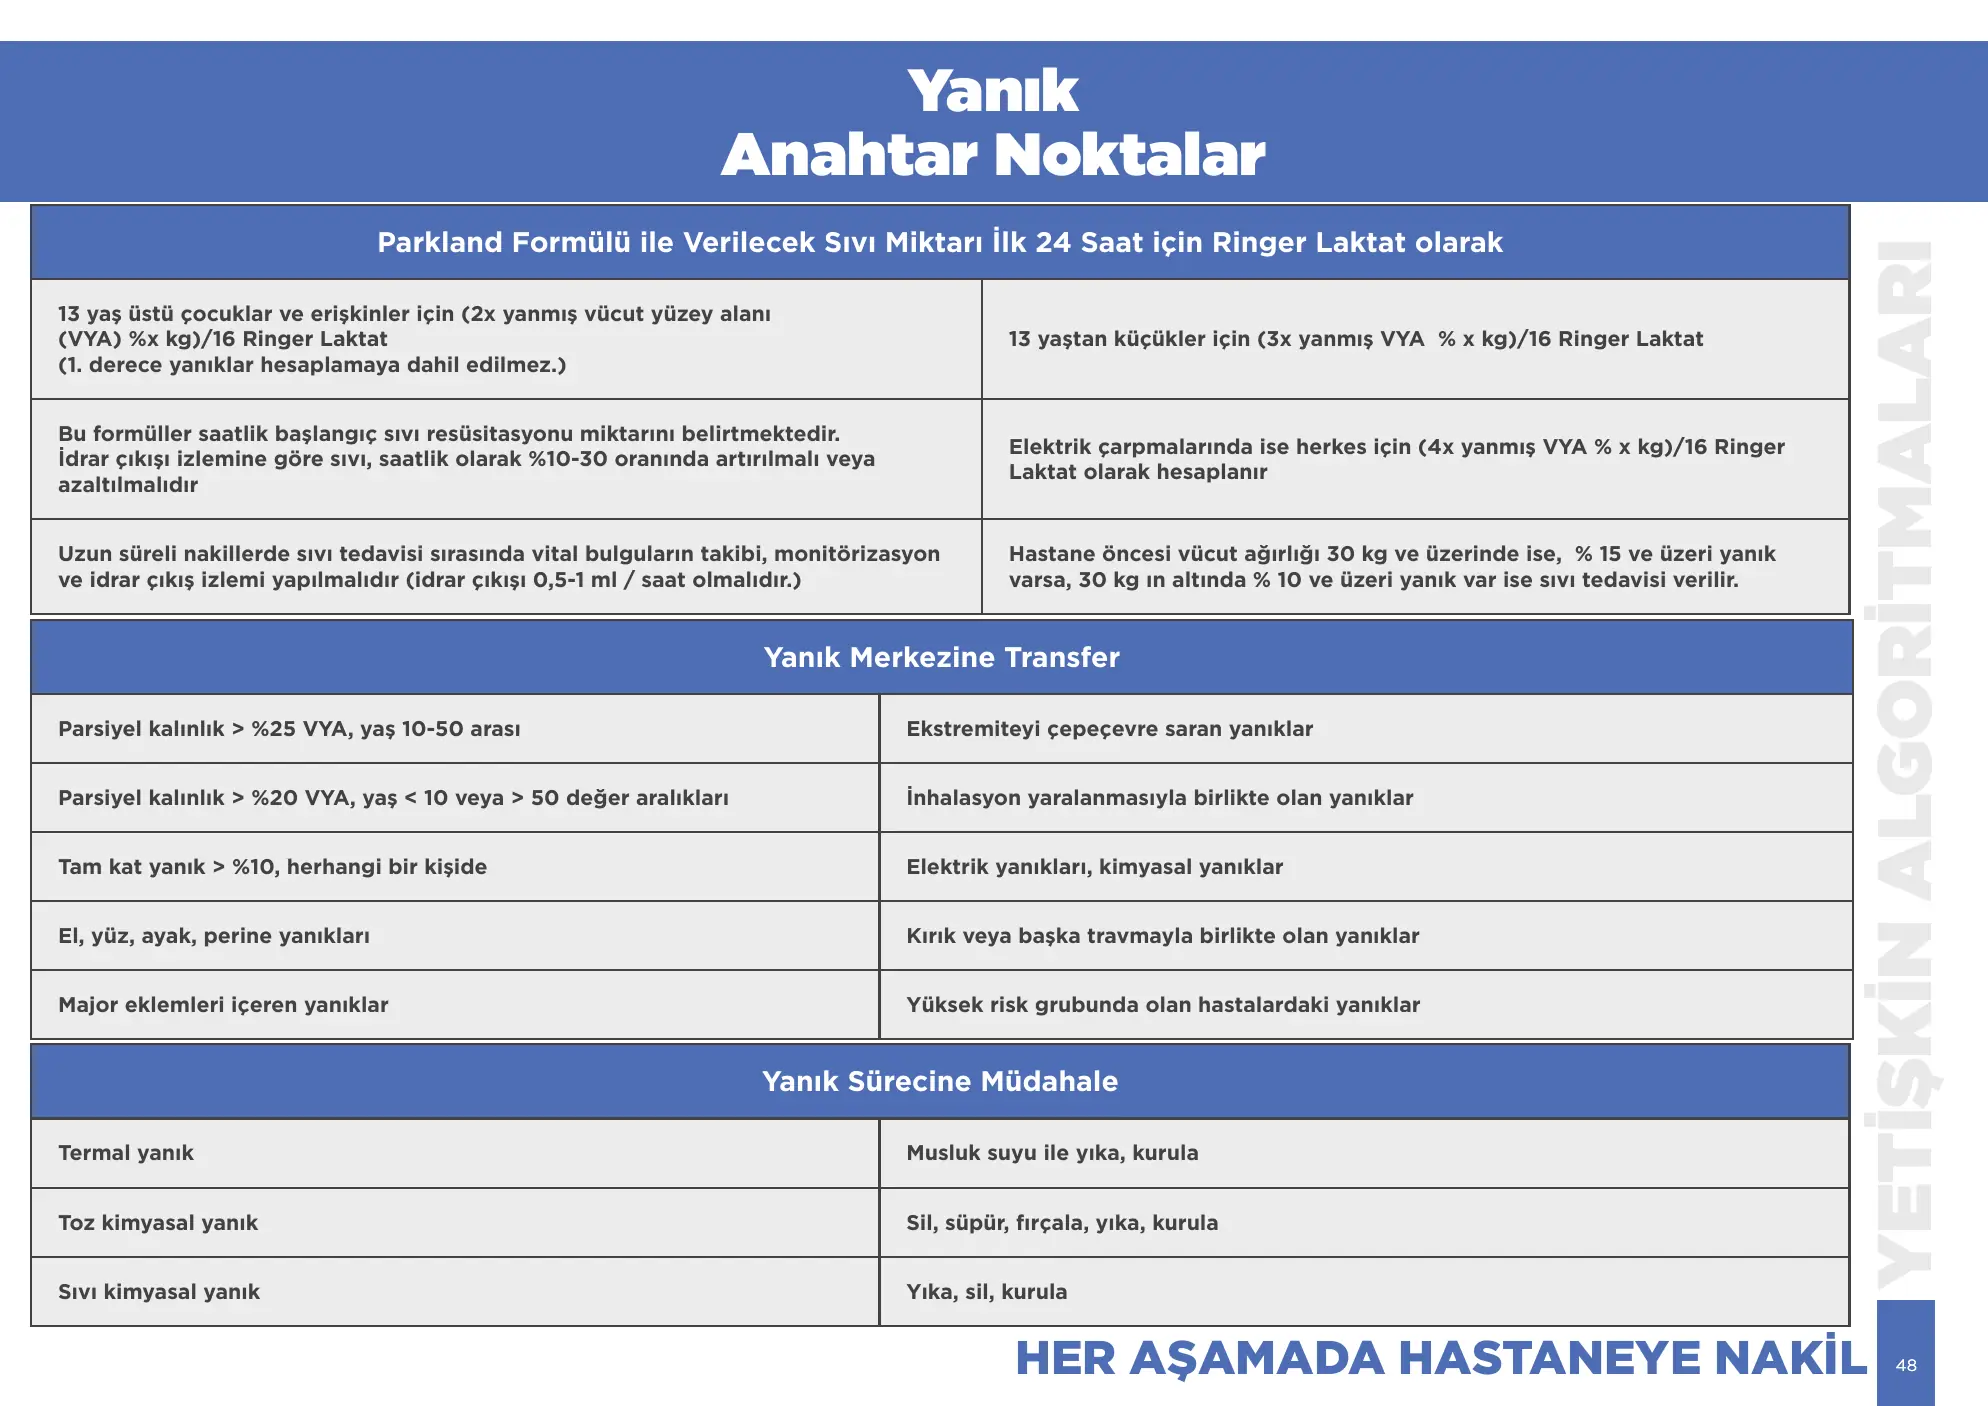 Yanık
Anahtar Noktalar
Parkland Formülü ile Verilecek Sıvı Miktarı İlk 24 Saat için Ringer Laktat olarak
13 yaş üstü çocuklar ve erişkinler için (2x yanmış vücut yüzey alanı
(VYA) %x kg)/16 Ringer Laktat
(1. derece yanıklar hesaplamaya dahil edilmez.)
13 yaştan küçükler için (3x yanmış VYA  % x kg)/16 Ringer Laktat
Bu formüller saatlik başlangıç sıvı resüsitasyonu miktarını belirtmektedir.
İdrar çıkışı izlemine göre sıvı, saatlik olarak %10-30 oranında artırılmalı veya
azaltılmalıdır
Elektrik çarpmalarında ise herkes için (4x yanmış VYA % x kg)/16 Ringer
Laktat olarak hesaplanır
Uzun süreli nakillerde sıvı tedavisi sırasında vital bulguların takibi, monitörizasyon
ve idrar çıkış izlemi yapılmalıdır (idrar çıkışı 0,5-1 ml / saat olmalıdır.)
Hastane öncesi vücut ağırlığı 30 kg ve üzerinde ise,  % 15 ve üzeri yanık
varsa, 30 kg ın altında % 10 ve üzeri yanık var ise sıvı tedavisi verilir.
Yanık Merkezine Transfer
Parsiyel kalınlık > %25 VYA, yaş 10-50 arası
Ekstremiteyi çepeçevre saran yanıklar
Parsiyel kalınlık > %20 VYA, yaş < 10 veya > 50 değer aralıkları
İnhalasyon yaralanmasıyla birlikte olan yanıklar
Tam kat yanık > %10, herhangi bir kişide
Elektrik yanıkları, kimyasal yanıklar
El, yüz, ayak, perine yanıkları
Kırık veya başka travmayla birlikte olan yanıklar
Major eklemleri içeren yanıklar
Yüksek risk grubunda olan hastalardaki yanıklar
Yanık Sürecine Müdahale
Termal yanık
Musluk suyu ile yıka, kurula
Toz kimyasal yanık
Sil, süpür, fırçala, yıka, kurula
Sıvı kimyasal yanık
Yıka, sil, kurula
HER AŞAMADA HASTANEYE NAKİL
48
YETİŞKİN ALGORİTMALARI